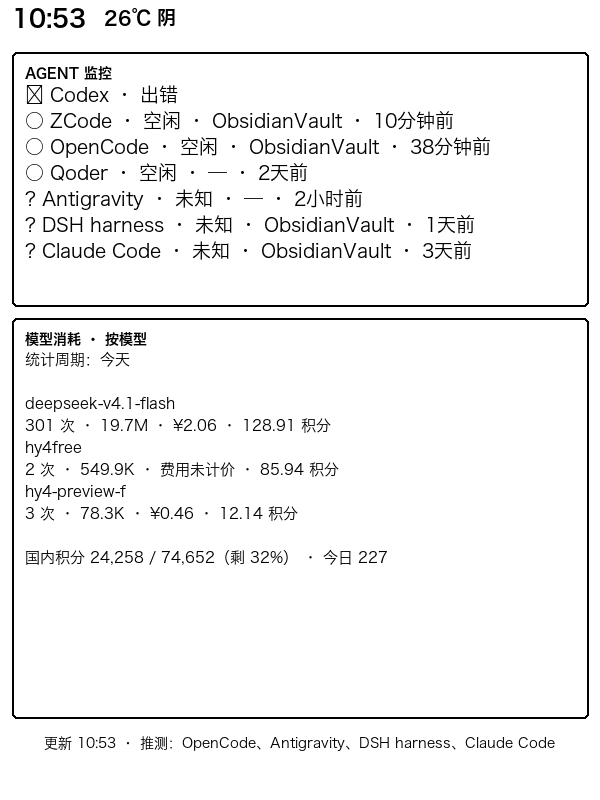 10:53 26℃ 阴
AGENT 监控
☒ Codex · 出错
○ ZCode · 空闲 · ObsidianVault · 10分钟前
○ OpenCode · 空闲 · ObsidianVault · 38分钟前
○ Qoder · 空闲 · — · 2天前
? Antigravity · 未知 · — · 2小时前
? DSH harness · 未知 · ObsidianVault · 1天前
? Claude Code · 未知 · ObsidianVault · 3天前
模型消耗 · 按模型
统计周期：今天
deepseek-v4.1-flash
301 次 · 19.7M · ¥2.06 · 128.91 积分
hy4free
2 次 · 549.9K · 费用未计价 · 85.94 积分
hy4-preview-f
3 次 · 78.3K · ¥0.46 · 12.14 积分
国内积分 24,258 / 74,652（剩 32%） · 今日 227
更新 10:53 · 推测：OpenCode、Antigravity、DSH harness、Claude Code